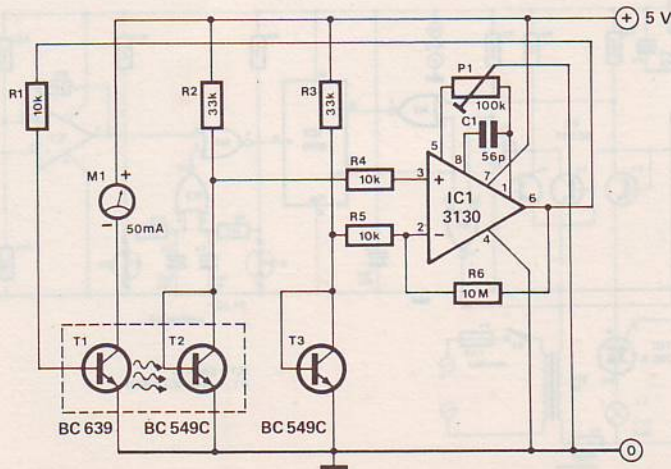 + 5 V
R1
10k
R2
33k
R3
33k
P1
100k
C1
56p
M1
+
-
50mA
R4
10k
R5
10k
5
8
7
1
3
+
IC1
3130
6
2
-
4
R6
10M
T1
T2
T3
BC 639
BC 549C
BC 549C
0